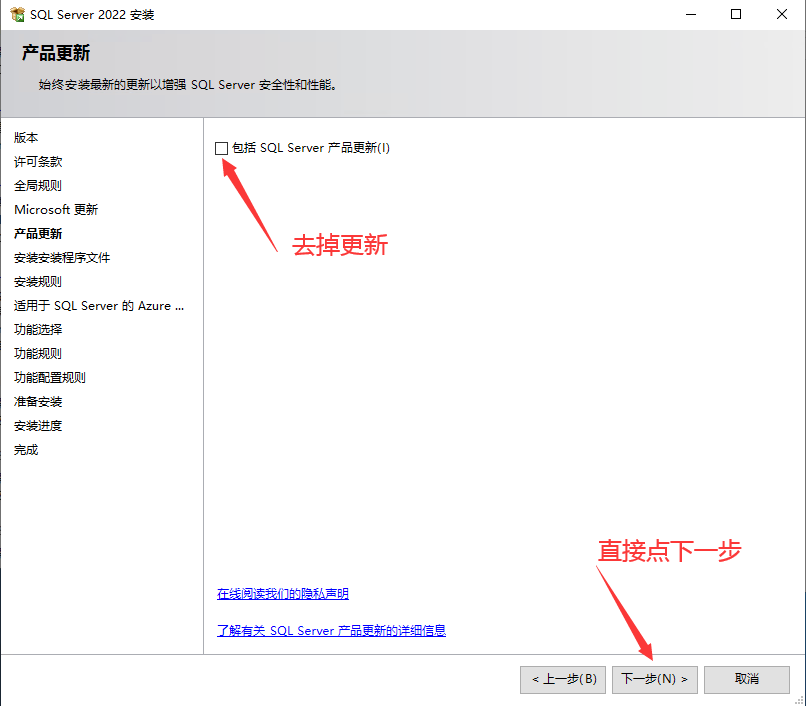 SQL Server 2022 安装
产品更新
始终安装最新的更新以增强 SQL Server 安全性和性能。
版本
许可条款
全局规则
Microsoft 更新
产品更新
安装安装程序文件
安装规则
适用于 SQL Server 的 Azure ...
功能选择
功能规则
功能配置规则
准备安装
安装进度
完成
包括 SQL Server 产品更新(I)
去掉更新
直接点下一步
在线阅读我们的隐私声明
了解有关 SQL Server 产品更新的详细信息
< 上一步(B)
下一步(N) >
取消